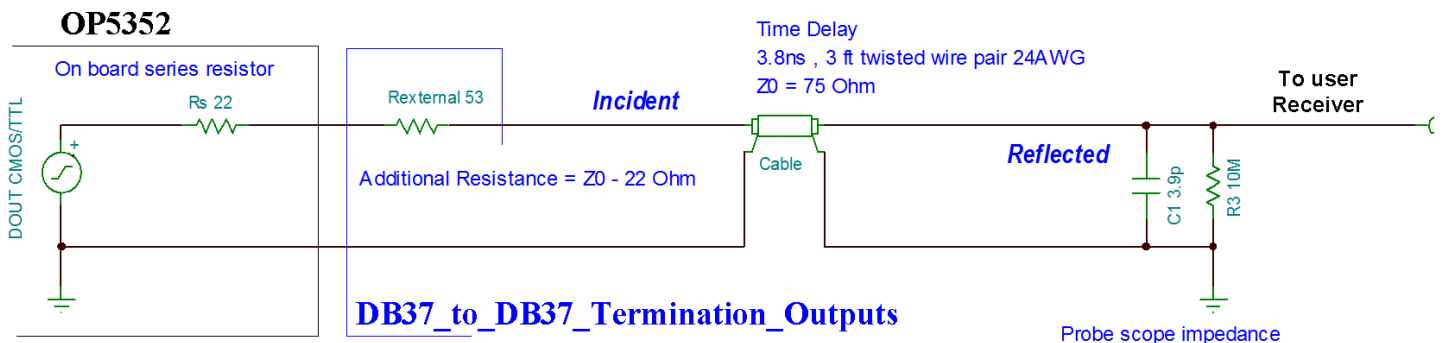 OP5352
On board series resistor
Rs 22
DOUT CMOS/TTL
+
Rexternal 53
Additional Resistance = Z0 - 22 Ohm
DB37_to_DB37_Termination_Outputs
Incident
Time Delay
3.8ns , 3 ft twisted wire pair 24AWG
Z0 = 75 Ohm
Cable
Reflected
C1 3.9p
R3 10M
To user
Receiver
Probe scope impedance